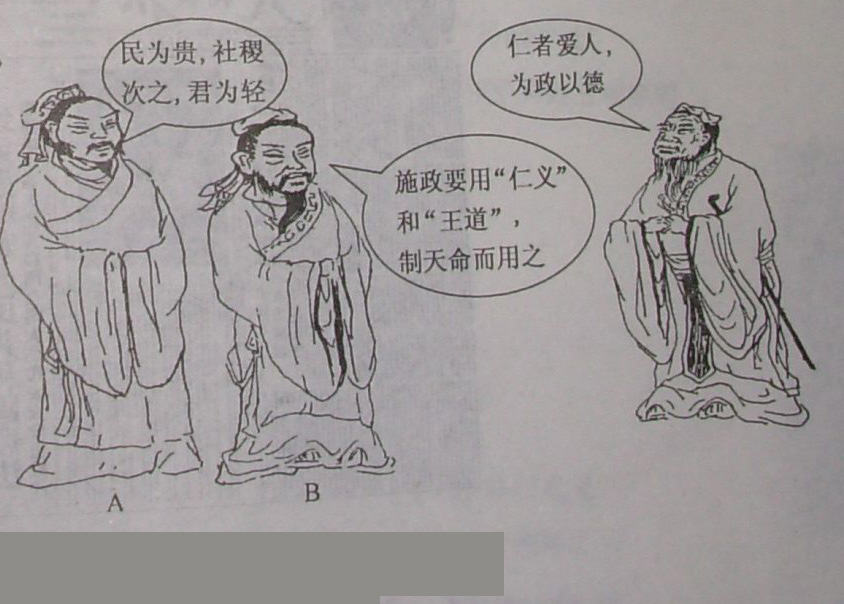 民为贵，社稷
次之，君为轻
仁者爱人，
为政以德
施政要用“仁义”
和“王道”，
制天命而用之
A
B